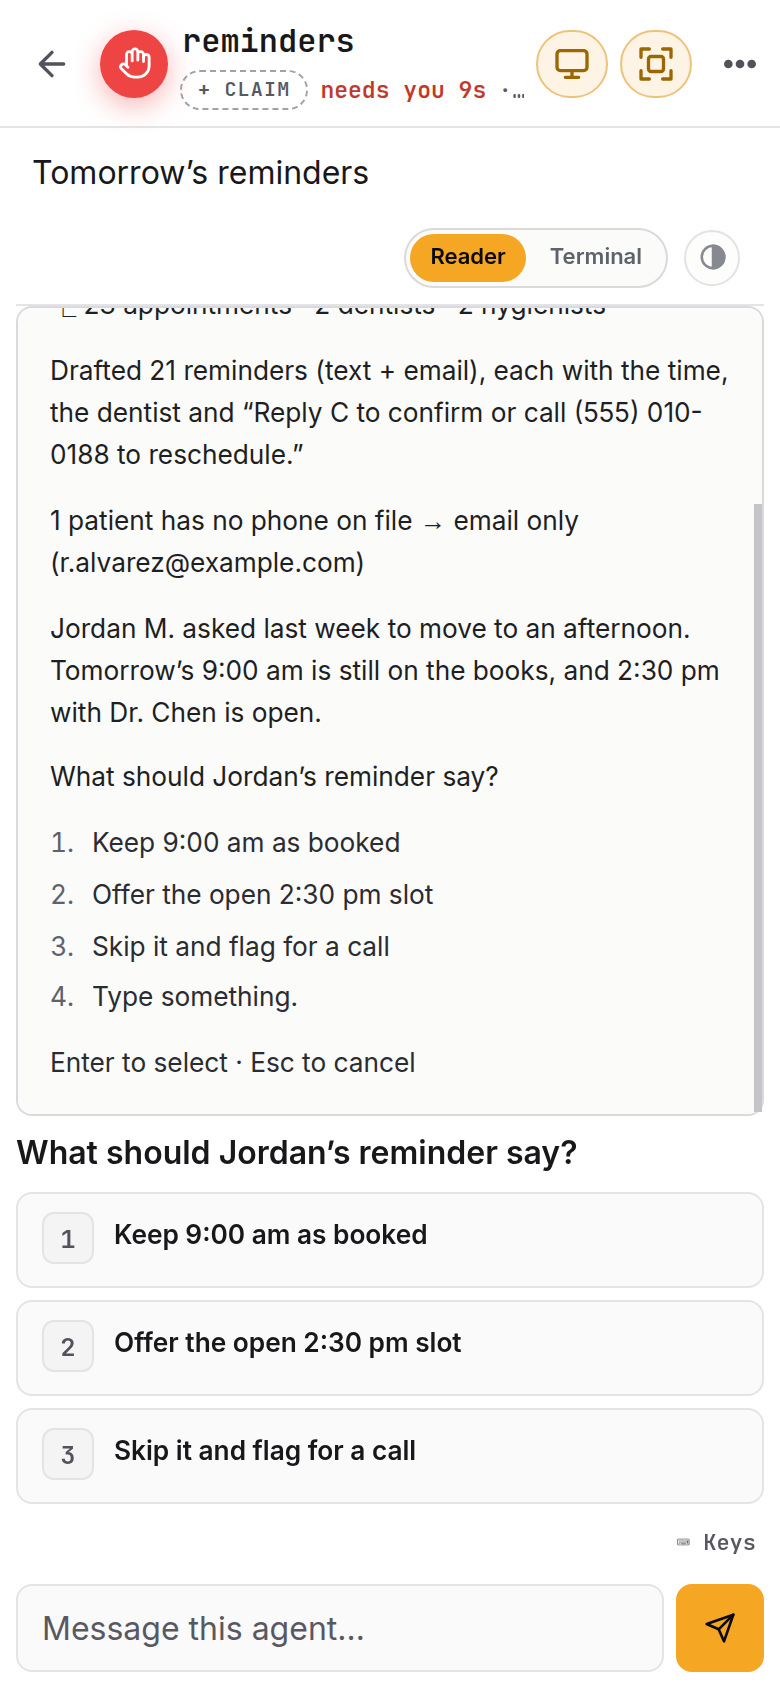 reminders
+ CLAIM needs you 9s ·…
Tomorrow’s reminders
Reader Terminal
23 appointments · 2 dentists · 2 hygienists
Drafted 21 reminders (text + email), each with the time,
the dentist and “Reply C to confirm or call (555) 010-
0188 to reschedule.”
1 patient has no phone on file → email only
(r.alvarez@example.com)
Jordan M. asked last week to move to an afternoon.
Tomorrow’s 9:00 am is still on the books, and 2:30 pm
with Dr. Chen is open.
What should Jordan’s reminder say?
1. Keep 9:00 am as booked
2. Offer the open 2:30 pm slot
3. Skip it and flag for a call
4. Type something.
Enter to select · Esc to cancel
What should Jordan’s reminder say?
1 Keep 9:00 am as booked
2 Offer the open 2:30 pm slot
3 Skip it and flag for a call
Keys
Message this agent...